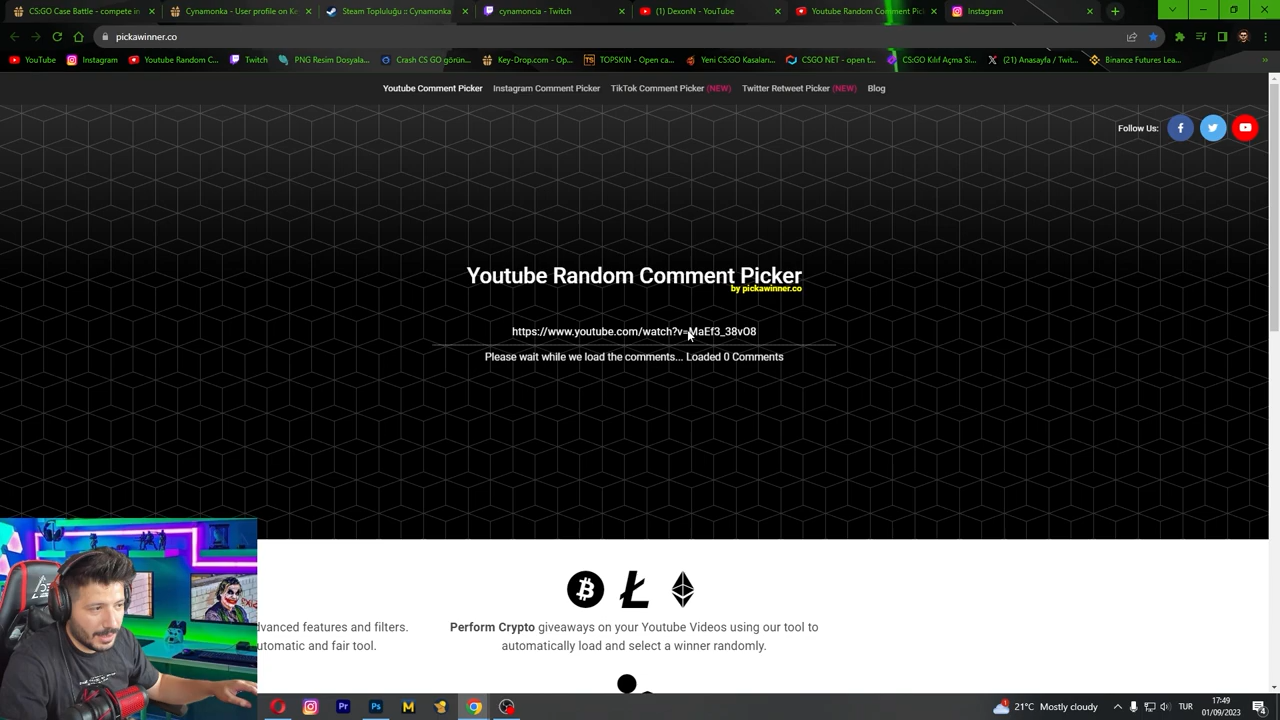 CS:GO Case Battle - compete in
Cynamonka - User profile on Ke
Steam Topluluğu :: Cynamonka
cynamoncia - Twitch
(1) DexonN - YouTube
Youtube Random Comment Pic
Instagram
pickawinner.co
YouTube
Instagram
Youtube Random C...
Twitch
PNG Resim Dosyala...
Crash CS GO görün...
Key-Drop.com - Op...
TOPSKIN - Open ca...
Yeni CS:GO Kasaları...
CSGO NET - open t...
CS:GO Kılıf Açma Si...
(21) Anasayfa / Twit...
Binance Futures Lea...
Youtube Comment Picker
Instagram Comment Picker
TikTok Comment Picker (NEW)
Twitter Retweet Picker (NEW)
Blog
Follow Us:
Youtube Random Comment Picker
by pickawinner.co
https://www.youtube.com/watch?v=MaEf3_38vO8
Please wait while we load the comments... Loaded 0 Comments
dvanced features and filters.
utomatic and fair tool.
Perform Crypto giveaways on your Youtube Videos using our tool to
automatically load and select a winner randomly.
21°C Mostly cloudy
TUR
17:49
01/09/2023